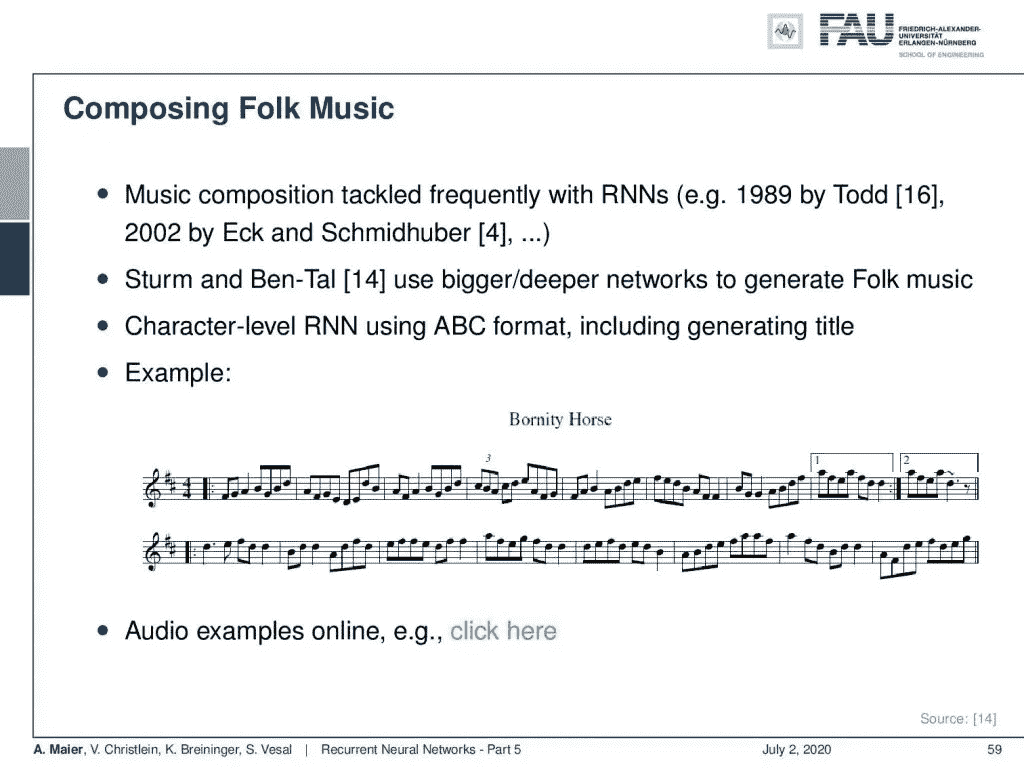 FAU
FRIEDRICH-ALEXANDER-
UNIVERSITÄT
ERLANGEN-NÜRNBERG
SCHOOL OF ENGINEERING
Composing Folk Music
• Music composition tackled frequently with RNNs (e.g. 1989 by Todd [16],
2002 by Eck and Schmidhuber [4], ...)
• Sturm and Ben-Tal [14] use bigger/deeper networks to generate Folk music
• Character-level RNN using ABC format, including generating title
• Example:
Bornity Horse
3
1
2
4
4
• Audio examples online, e.g., click here
Source: [14]
A. Maier, V. Christlein, K. Breininger, S. Vesal | Recurrent Neural Networks - Part 5
July 2, 2020
59